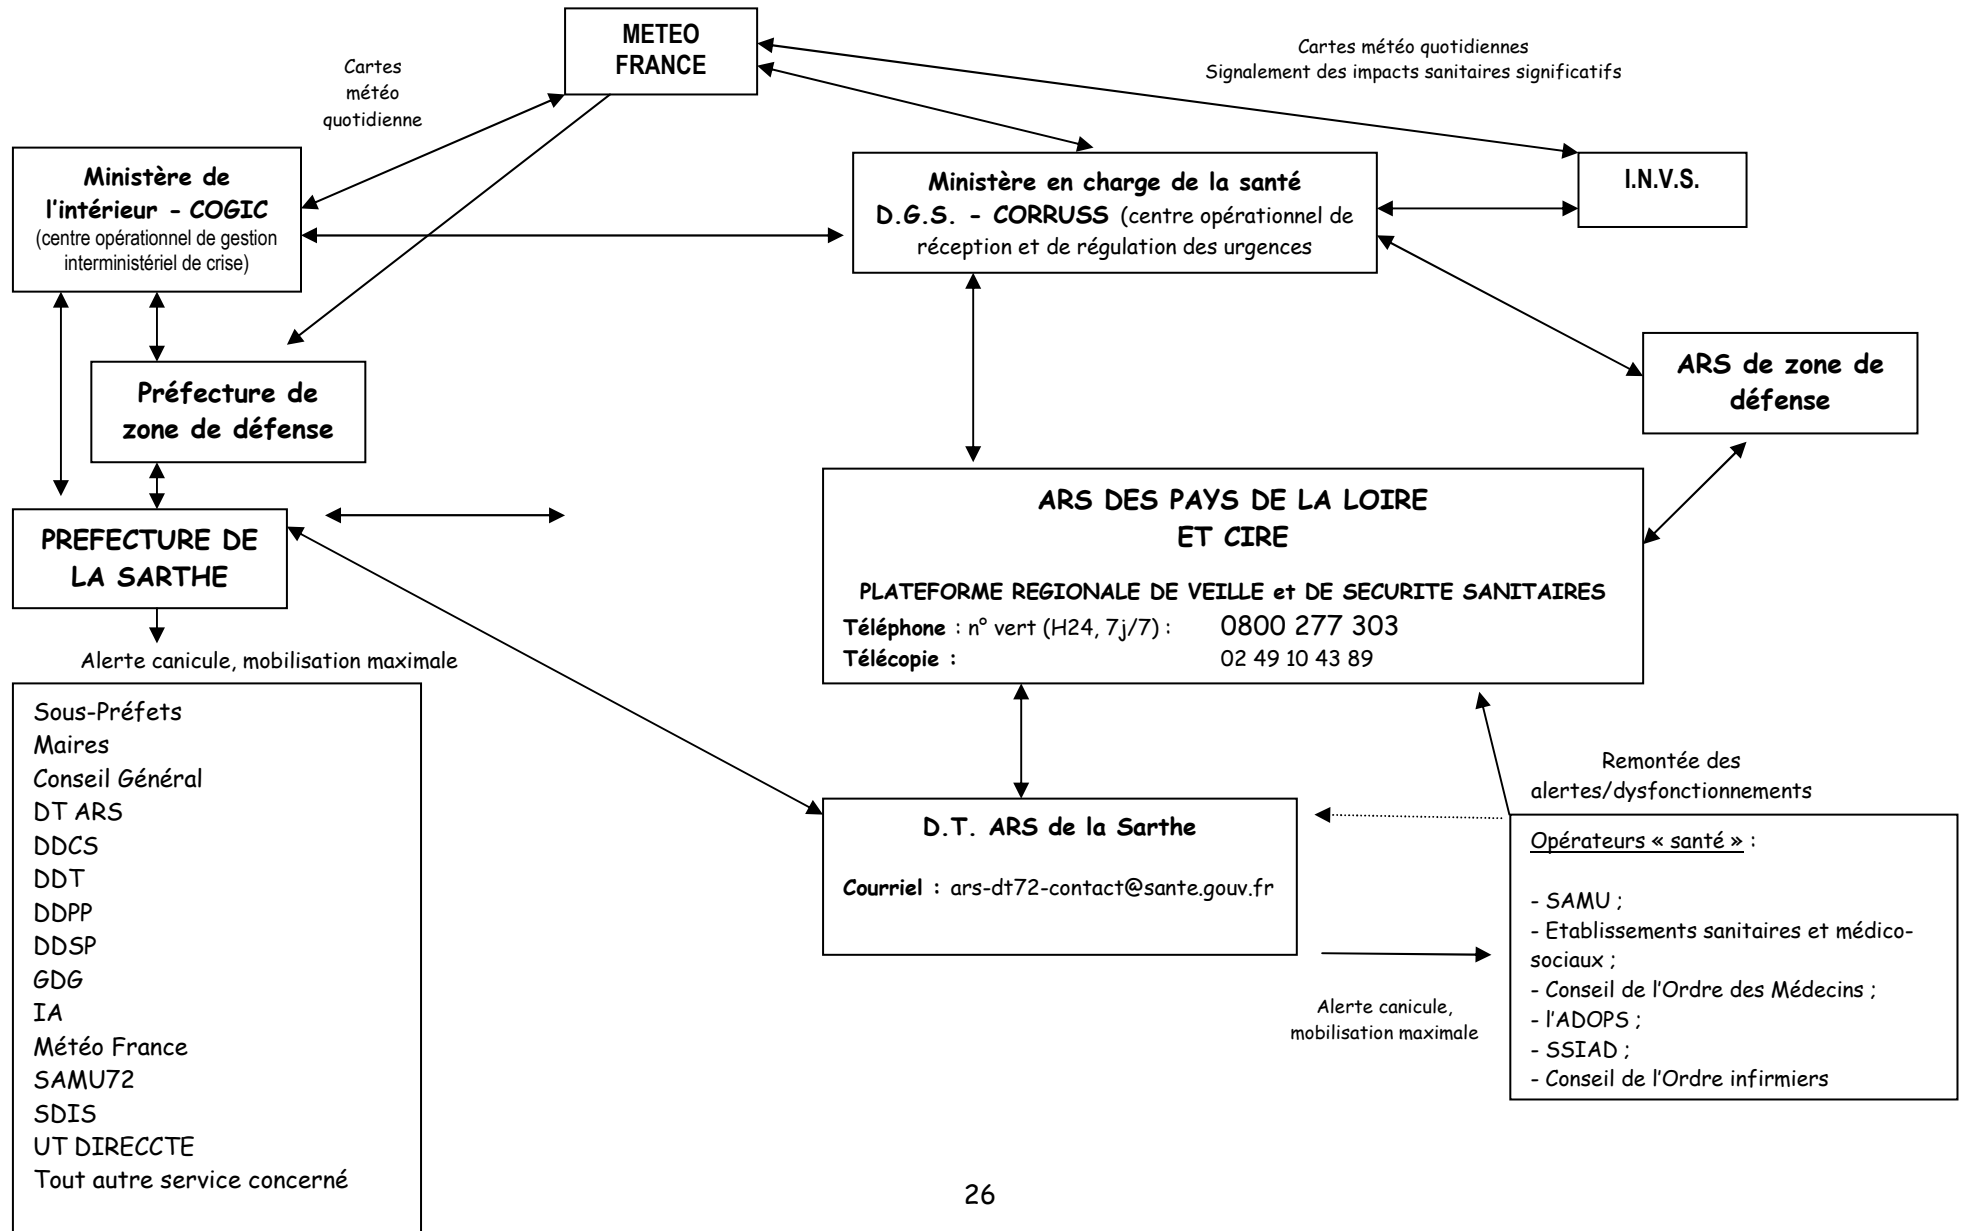 METEO
FRANCE
Cartes
météo
quotidienne
Cartes météo quotidiennes
Signalement des impacts sanitaires significatifs
Ministère de
l'intérieur - COGIC
(centre opérationnel de gestion
interministériel de crise)
Ministère en charge de la santé
D.G.S. - CORRUSS (centre opérationnel de
réception et de régulation des urgences
I.N.V.S.
Préfecture de
zone de défense
ARS de zone de
défense
PREFECTURE DE
LA SARTHE
ARS DES PAYS DE LA LOIRE
ET CIRE
PLATEFORME REGIONALE DE VEILLE et DE SECURITE SANITAIRES
Téléphone : n° vert (H24, 7j/7) : 0800 277 303
Télécopie : 02 49 10 43 89
Alerte canicule, mobilisation maximale
Sous-Préfets
Maires
Conseil Général
DT ARS
DDCS
DDT
DDPP
DDSP
GDG
IA
Météo France
SAMU72
SDIS
UT DIRECCTE
Tout autre service concerné
D.T. ARS de la Sarthe
Courriel : ars-dt72-contact@sante.gouv.fr
Remontée des
alertes/dysfonctionnements
Alerte canicule,
mobilisation maximale
Opérateurs « santé » :
- SAMU ;
- Etablissements sanitaires et médico-
sociaux ;
- Conseil de l'Ordre des Médecins ;
- l'ADOPS ;
- SSIAD ;
- Conseil de l'Ordre infirmiers
26